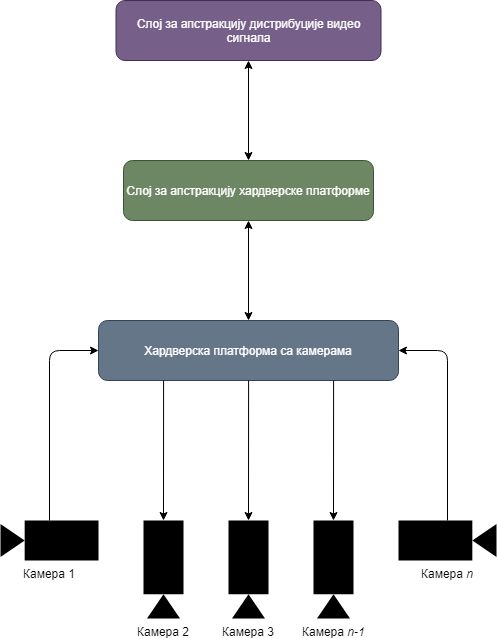 Слој за апстракцију дистрибуције видео
сигнала
Слој за апстракцију хардверске платформе
Хардверска платформа са камерама
Камера 1
Камера n
Камера 2
Камера 3
Камера n-1